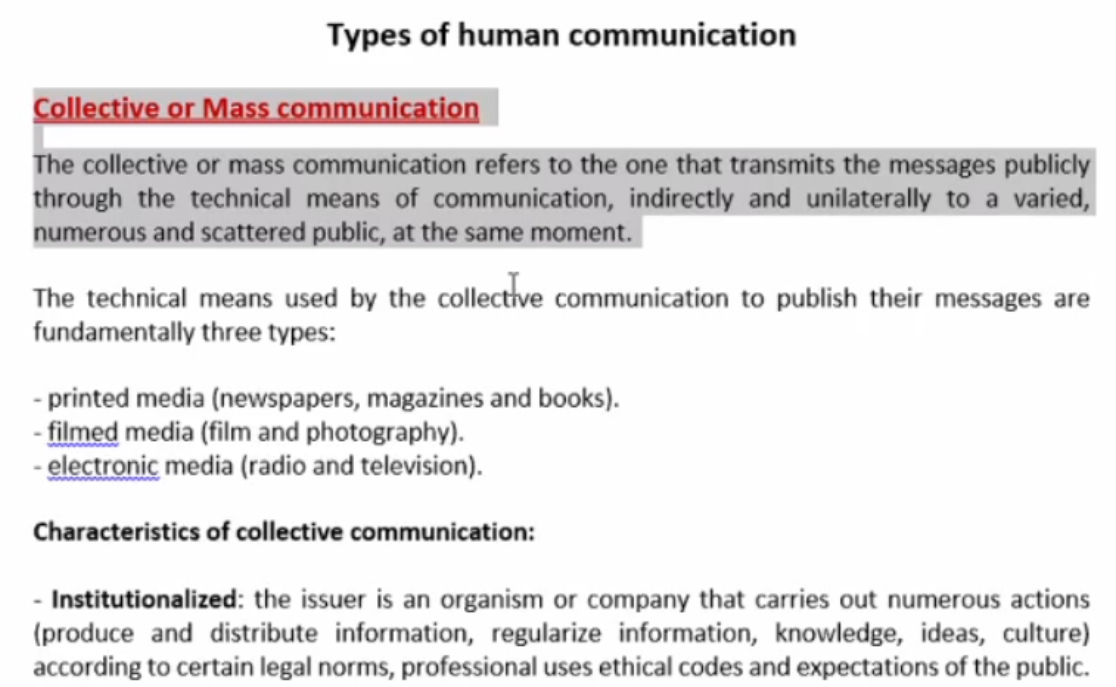 Types of human communication
Collective or Mass communication
The collective or mass communication refers to the one that transmits the messages publicly
through the technical means of communication, indirectly and unilaterally to a varied,
numerous and scattered public, at the same moment.
The technical means used by the collective communication to publish their messages are
fundamentally three types:
- printed media (newspapers, magazines and books).
- filmed media (film and photography).
- electronic media (radio and television).
Characteristics of collective communication:
- Institutionalized: the issuer is an organism or company that carries out numerous actions
(produce and distribute information, regularize information, knowledge, ideas, culture)
according to certain legal norms, professional uses ethical codes and expectations of the public.